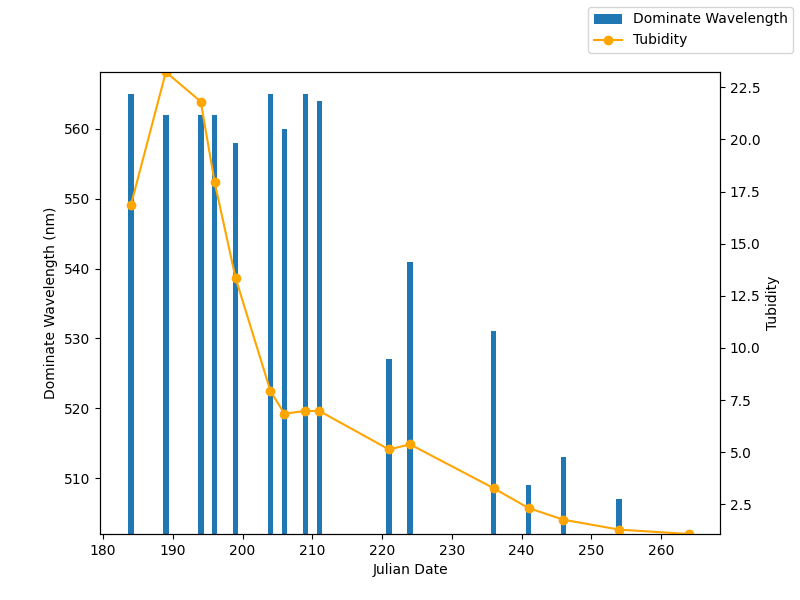 Dominate Wavelength
Tubidity
560
550
540
530
520
510
Dominate Wavelength (nm)
22.5
20.0
17.5
15.0
12.5
10.0
7.5
5.0
2.5
Tubidity
180 190 200 210 220 230 240 250 260
Julian Date